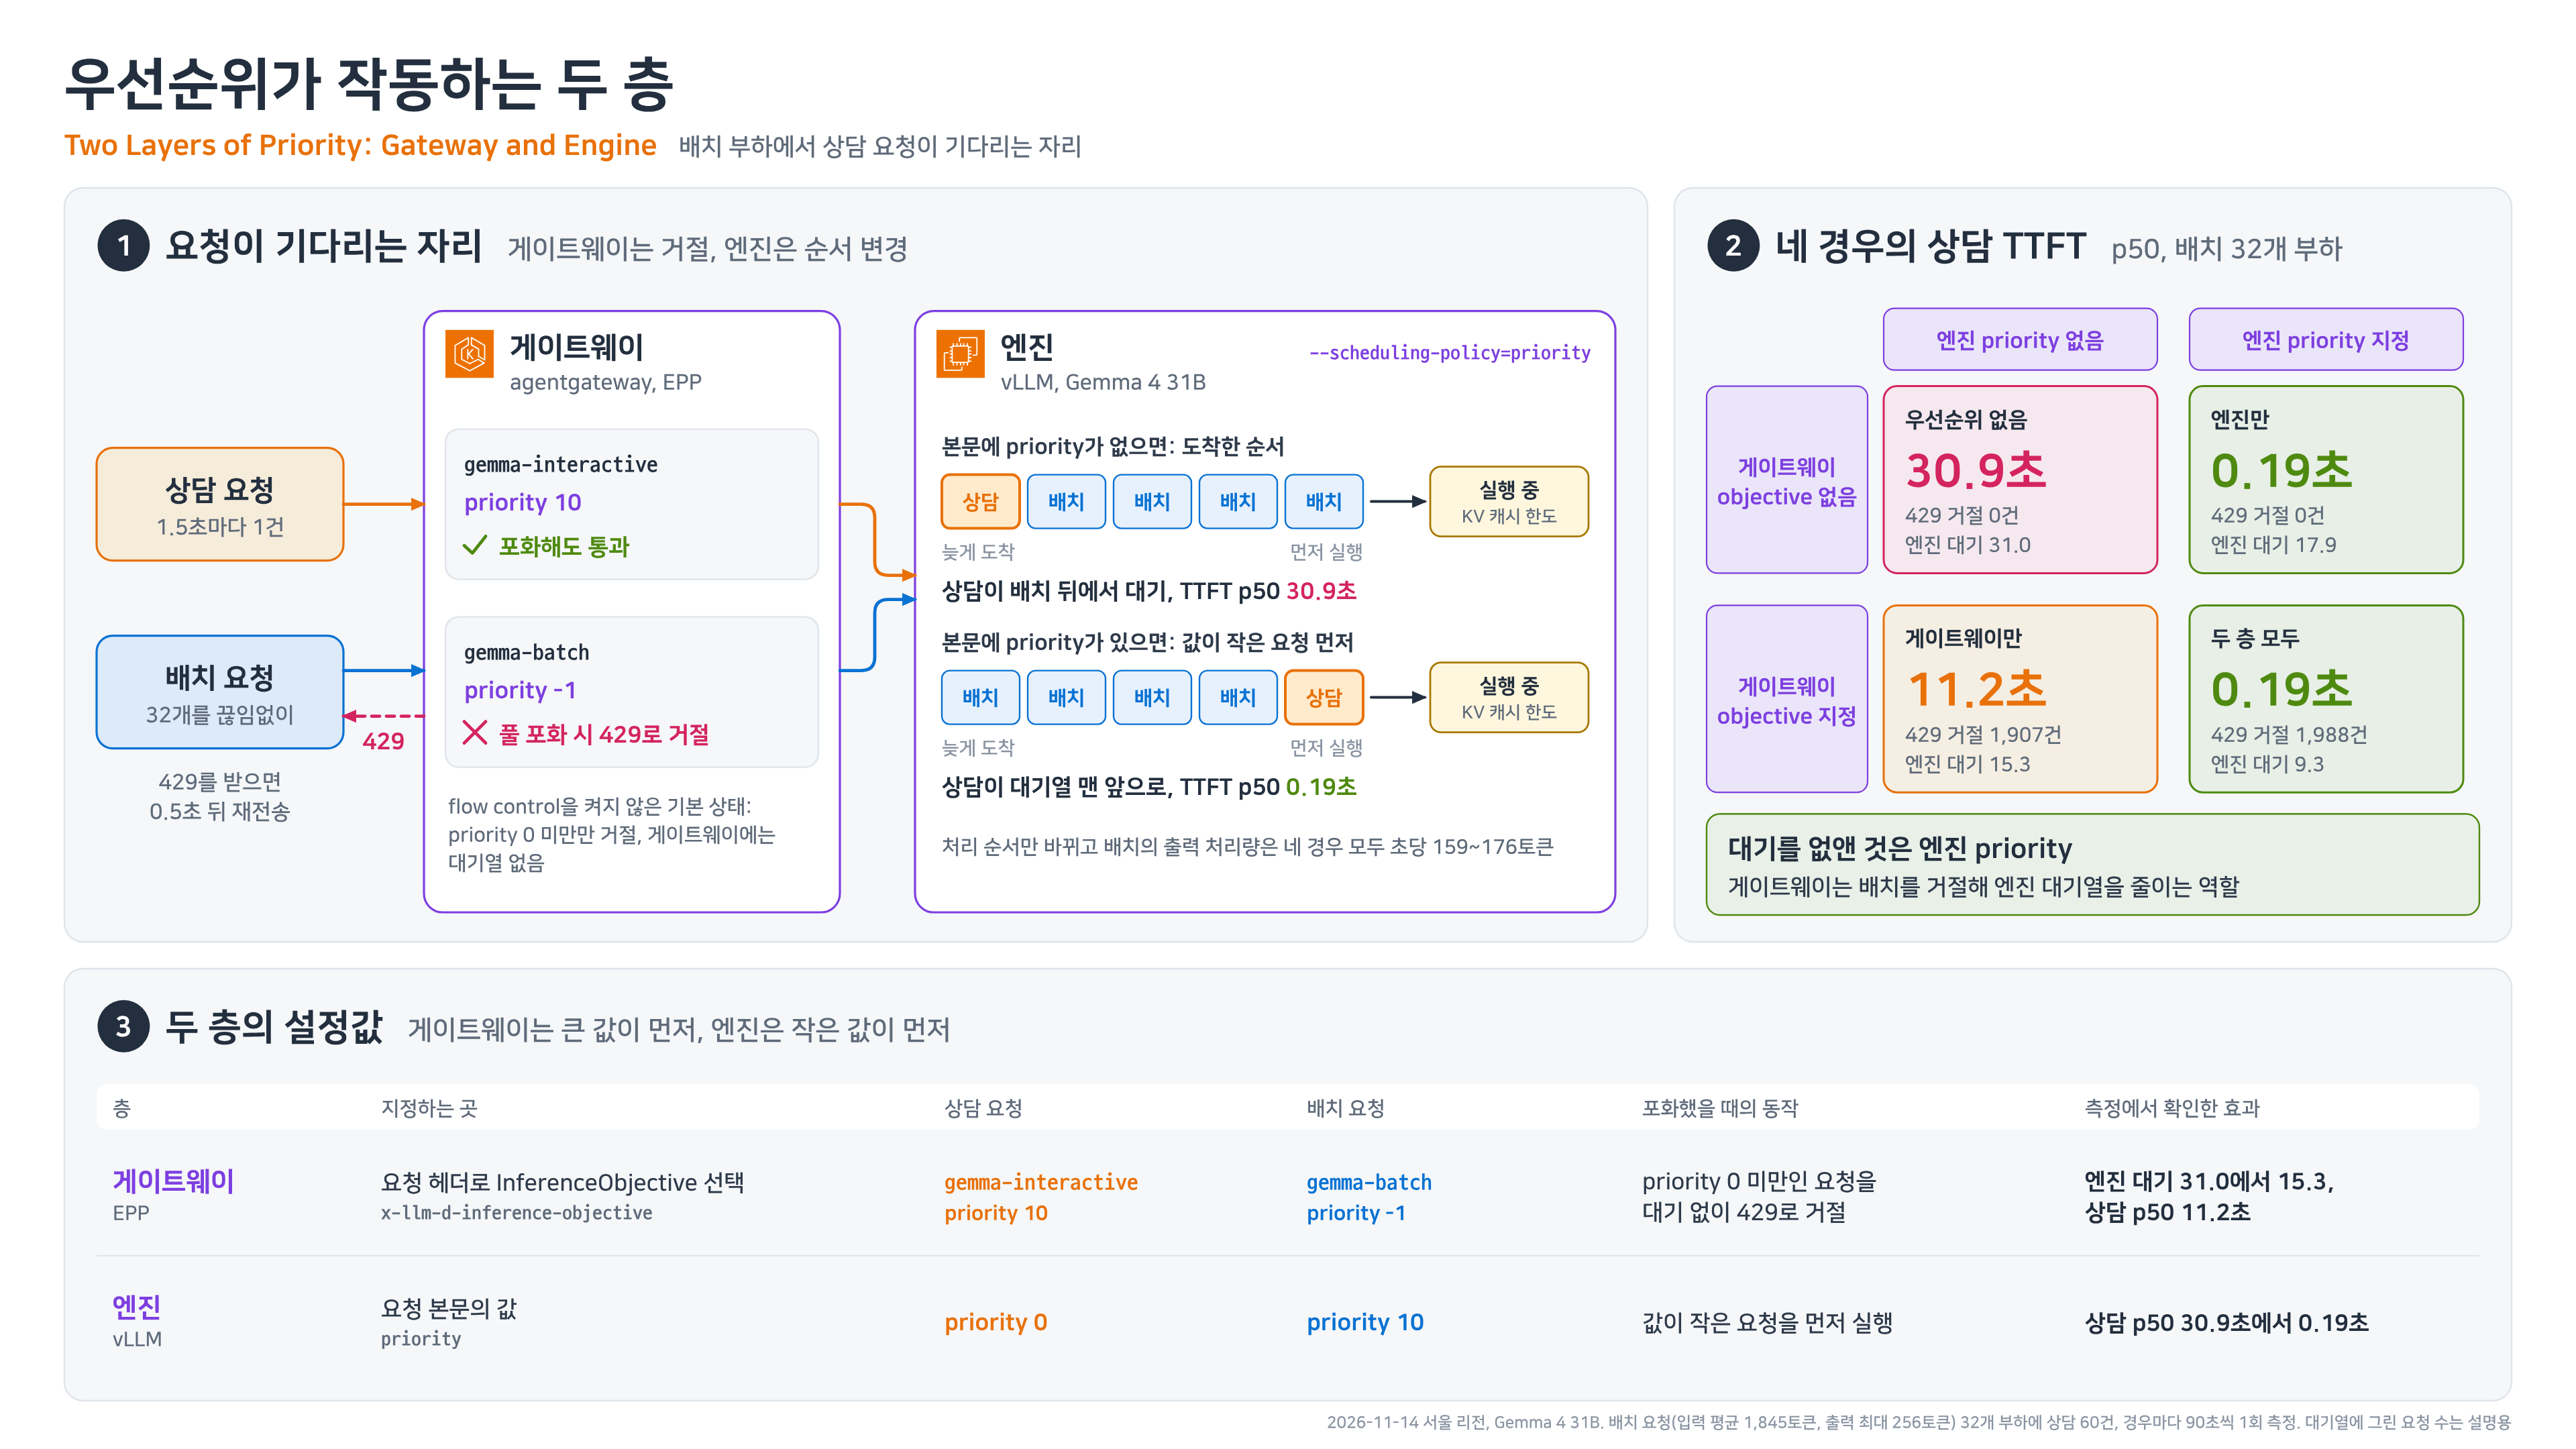 우선순위가 작동하는 두 층
Two Layers of Priority: Gateway and Engine 배치 부하에서 상담 요청이 기다리는 자리
1 요청이 기다리는 자리 게이트웨이는 거절, 엔진은 순서 변경
상담 요청
1.5초마다 1건
배치 요청
32개를 끊임없이
429
429를 받으면
0.5초 뒤 재전송
게이트웨이
agentgateway, EPP
gemma-interactive
priority 10
포화해도 통과
gemma-batch
priority -1
풀 포화 시 429로 거절
flow control을 켜지 않은 기본 상태:
priority 0 미만만 거절, 게이트웨이에는
대기열 없음
엔진
vLLM, Gemma 4 31B
--scheduling-policy=priority
본문에 priority가 없으면: 도착한 순서
상담 배치 배치 배치 배치
실행 중
KV 캐시 한도
늦게 도착 먼저 실행
상담이 배치 뒤에서 대기, TTFT p50 30.9초
본문에 priority가 있으면: 값이 작은 요청 먼저
배치 배치 배치 배치 상담
실행 중
KV 캐시 한도
늦게 도착 먼저 실행
상담이 대기열 맨 앞으로, TTFT p50 0.19초
처리 순서만 바뀌고 배치의 출력 처리량은 네 경우 모두 초당 159~176토큰
2 네 경우의 상담 TTFT p50, 배치 32개 부하
엔진 priority 없음 엔진 priority 지정
게이트웨이
objective 없음
우선순위 없음
30.9초
429 거절 0건
엔진 대기 31.0
엔진만
0.19초
429 거절 0건
엔진 대기 17.9
게이트웨이
objective 지정
게이트웨이만
11.2초
429 거절 1,907건
엔진 대기 15.3
두 층 모두
0.19초
429 거절 1,988건
엔진 대기 9.3
대기를 없앤 것은 엔진 priority
게이트웨이는 배치를 거절해 엔진 대기열을 줄이는 역할
3 두 층의 설정값 게이트웨이는 큰 값이 먼저, 엔진은 작은 값이 먼저
층 지정하는 곳 상담 요청 배치 요청 포화했을 때의 동작 측정에서 확인한 효과
게이트웨이
EPP
요청 헤더로 InferenceObjective 선택
x-llm-d-inference-objective
gemma-interactive
priority 10
gemma-batch
priority -1
priority 0 미만인 요청을
대기 없이 429로 거절
엔진 대기 31.0에서 15.3,
상담 p50 11.2초
엔진
vLLM
요청 본문의 값
priority
priority 0
priority 10
값이 작은 요청을 먼저 실행
상담 p50 30.9초에서 0.19초
2026-11-14 서울 리전, Gemma 4 31B. 배치 요청(입력 평균 1,845토큰, 출력 최대 256토큰) 32개 부하에 상담 60건, 경우마다 90초씩 1회 측정. 대기열에 그린 요청 수는 설명용